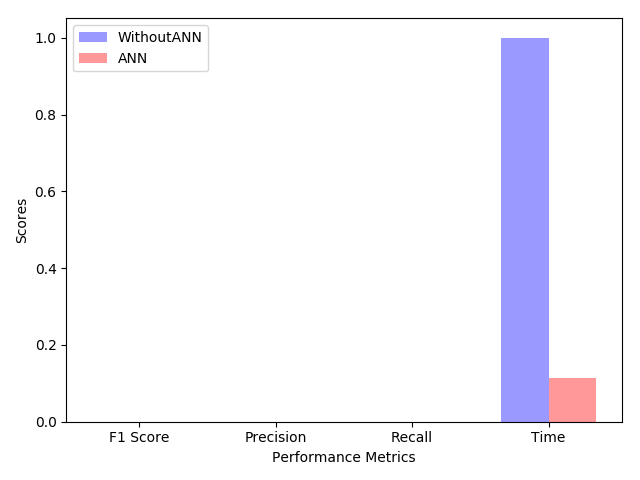 WithoutANN
ANN
1.0
0.8
0.6
0.4
0.2
0.0
Scores
F1 Score Precision Recall Time
Performance Metrics